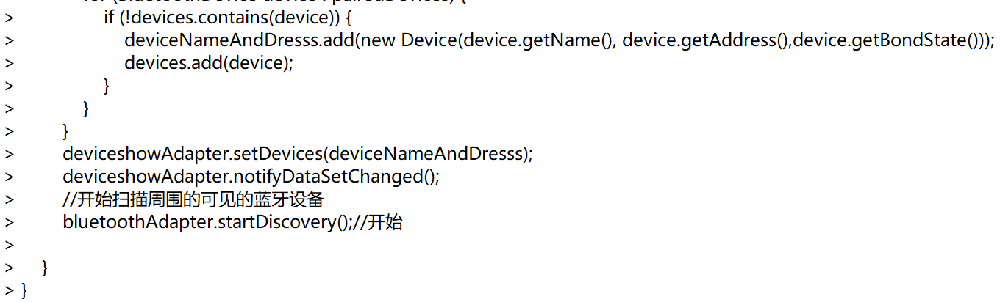 >                if (!devices.contains(device)) {
>                    deviceNameAndDresss.add(new Device(device.getName(), device.getAddress(),device.getBondState()));
>                    devices.add(device);
>                }
>            }
>        }
>        deviceshowAdapter.setDevices(deviceNameAndDresss);
>        deviceshowAdapter.notifyDataSetChanged();
>        //开始扫描周围的可见的蓝牙设备
>        bluetoothAdapter.startDiscovery();//开始
>
>    }
> }